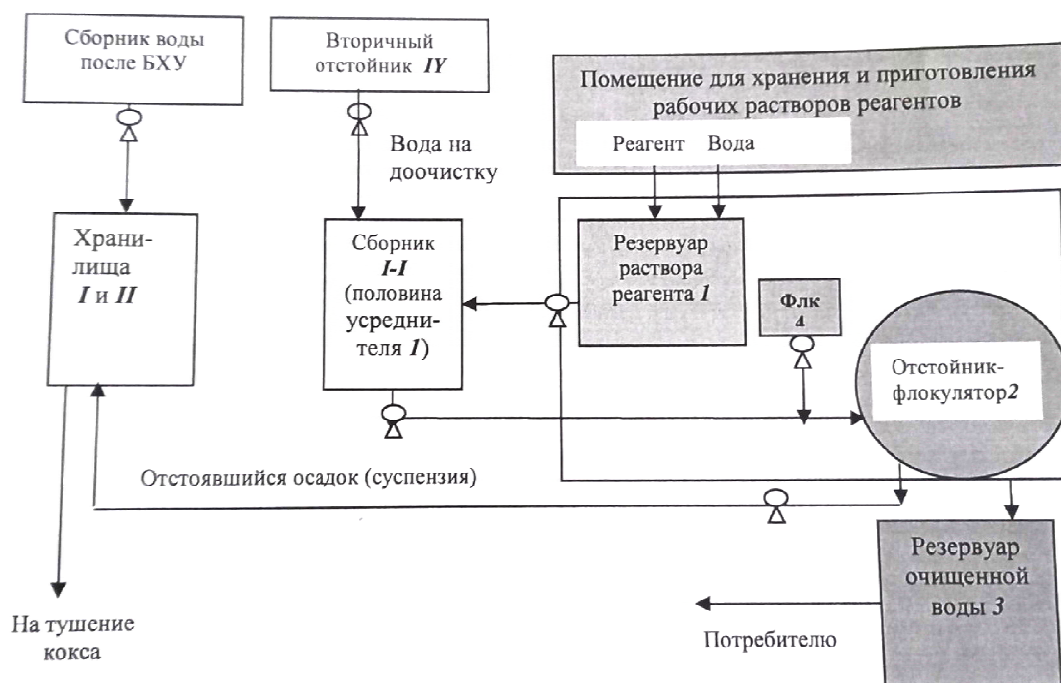 Сборник воды
после БХУ
Вторичный
отстойник IY
Помещение для хранения и приготовления
рабочих растворов реагентов
Реагент Вода
Вода на
доочистку
Храни-
лища
I и II
Сборник
I-I
(половина
усредни-
теля 1)
Резервуар
раствора
реагента 1
Флк
4
Отстойник-
флокулятор2
Отстоявшийся осадок (суспензия)
Резервуар
очищенной
воды 3
На тушение
кокса
Потребителю